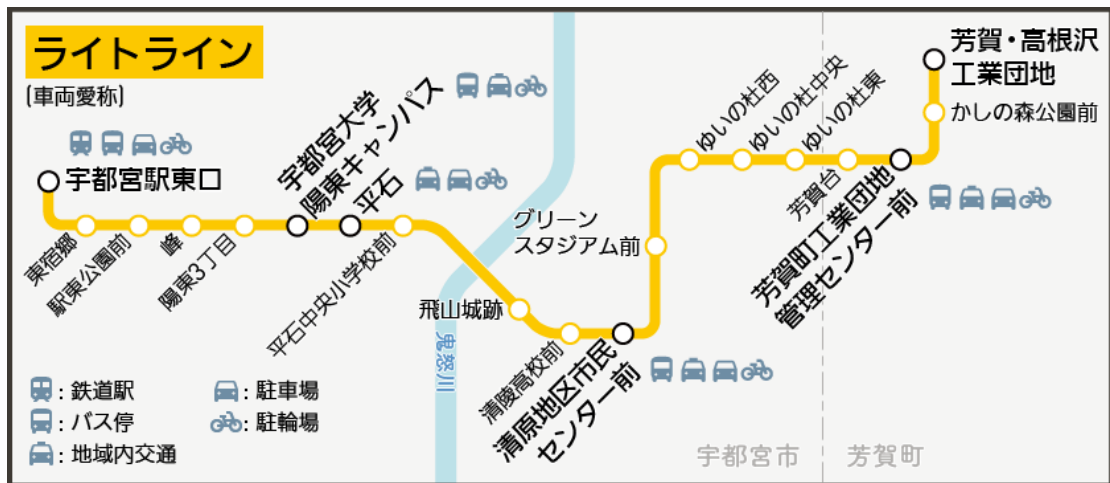 ライトライン
(車両愛称)
宇都宮駅東口
東宿郷
駅東公園前
峰
陽東3丁目
宇都宮大学
陽東キャンパス
平石
平石中央小学校前
飛山城跡
清陵高校前
清原地区市民
センター前
グリーン
スタジアム前
ゆいの杜西
ゆいの杜中央
ゆいの杜東
芳賀台
芳賀町工業団地
管理センター前
かしの森公園前
芳賀・高根沢
工業団地
鬼怒川
: 鉄道駅
: バス停
: 地域内交通
: 駐車場
: 駐輪場
宇都宮市
芳賀町